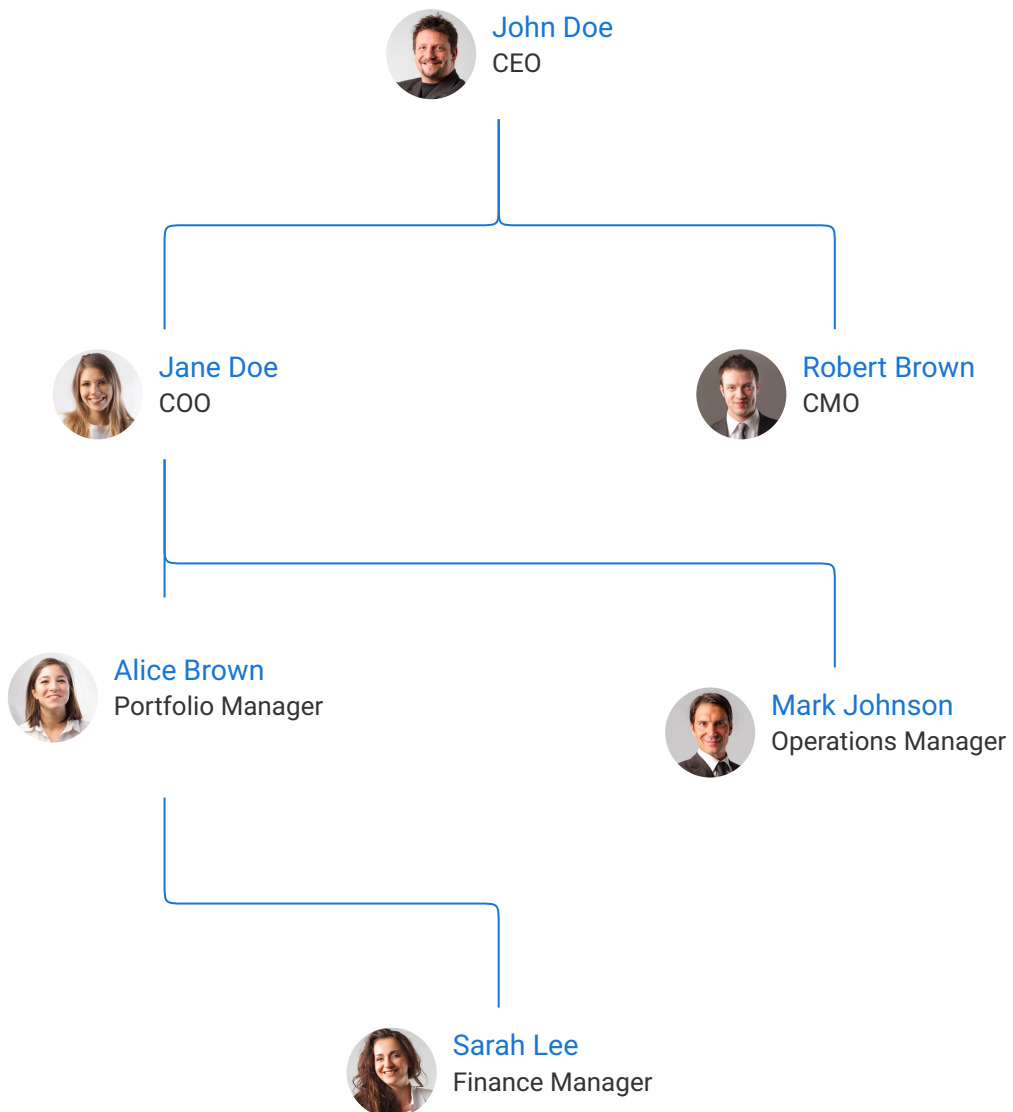 John Doe
CEO
Jane Doe
COO
Robert Brown
CMO
Alice Brown
Portfolio Manager
Mark Johnson
Operations Manager
Sarah Lee
Finance Manager